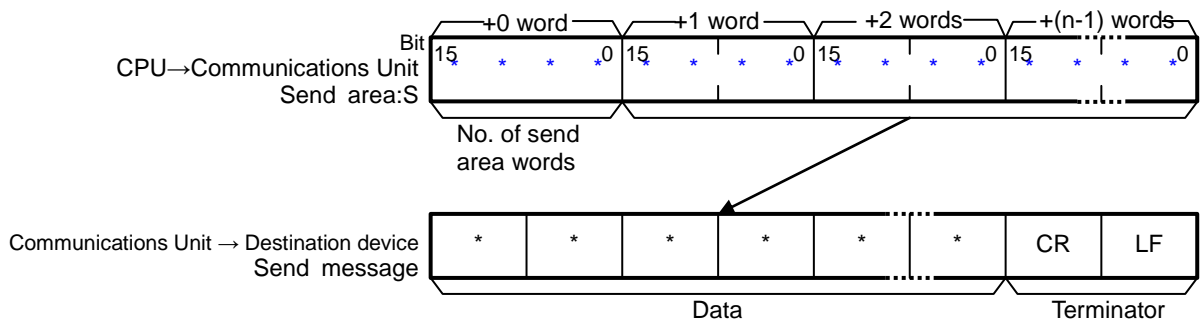 +0 word +1 word +2 words +(n-1) words
Bit
15 0 15 0 15 0 15 0
CPU→Communications Unit * * * * * * * * * * * * * * * *
Send area:S
No. of send
area words
Communications Unit → Destination device * * * * * * CR LF
Send message
Data Terminator